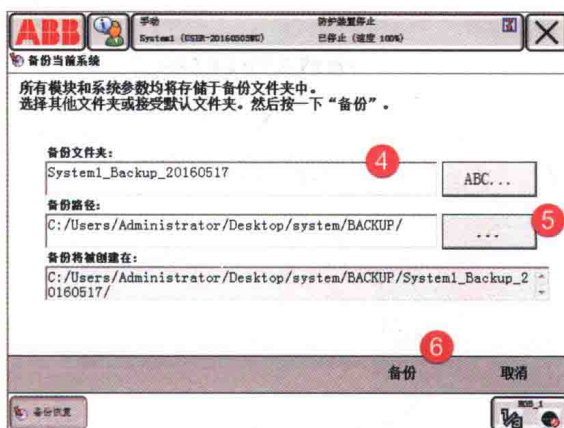 ABB
手动
System1 (USER-20160505WG)
防护装置停止
已停止 (速度 100%)
备份当前系统
所有模块和系统参数均将存储于备份文件夹中。
选择其他文件夹或接受默认文件夹。然后按一下“备份”。
备份文件夹:
System1_Backup_20160517
4
ABC...
备份路径:
C:/Users/Administrator/Desktop/system/BACKUP/
...
5
备份将被创建在:
C:/Users/Administrator/Desktop/system/BACKUP/System1_Backup_2
0160517/
6
备份
取消
备份恢复
ROB_1